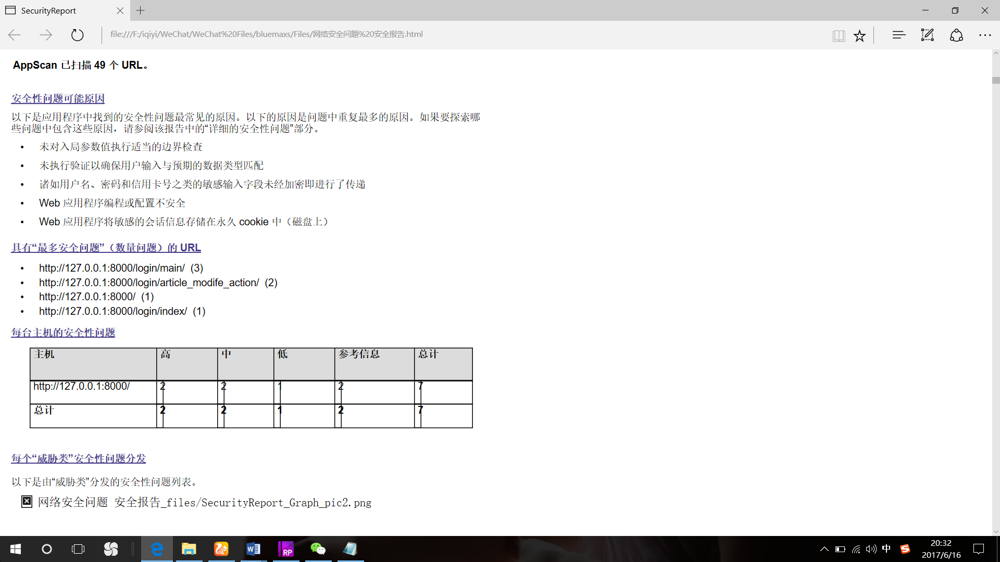 SecurityReport
file:///F:/iqiyi/WeChat/WeChat%20Files/bluemaxs/Files/网络安全问题%20安全报告.html
AppScan 已扫描 49 个 URL。
安全性问题可能原因
以下是应用程序中找到的安全性问题最常见的原因。以下的原因是问题中重复最多的原因。如果要探索哪
些问题中包含这些原因，请参阅该报告中的“详细的安全性问题”部分。
• 未对入局参数值执行适当的边界检查
• 未执行验证以确保用户输入与预期的数据类型匹配
• 诸如用户名、密码和信用卡号之类的敏感输入字段未经加密即进行了传递
• Web 应用程序编程或配置不安全
• Web 应用程序将敏感的会话信息存储在永久 cookie 中（磁盘上）
具有“最多安全问题”（数量问题）的 URL
• http://127.0.0.1:8000/login/main/ (3)
• http://127.0.0.1:8000/login/article_modife_action/ (2)
• http://127.0.0.1:8000/ (1)
• http://127.0.0.1:8000/login/index/ (1)
每台主机的安全性问题
主机 高 中 低 参考信息 总计
http://127.0.0.1:8000/ 2 2 1 2 7
总计 2 2 1 2 7
每个“威胁类”安全性问题分发
以下是由“威胁类”分发的安全性问题列表。
网络安全问题 安全报告_files/SecurityReport_Graph_pic2.png
RP
中
20:32
2017/6/16